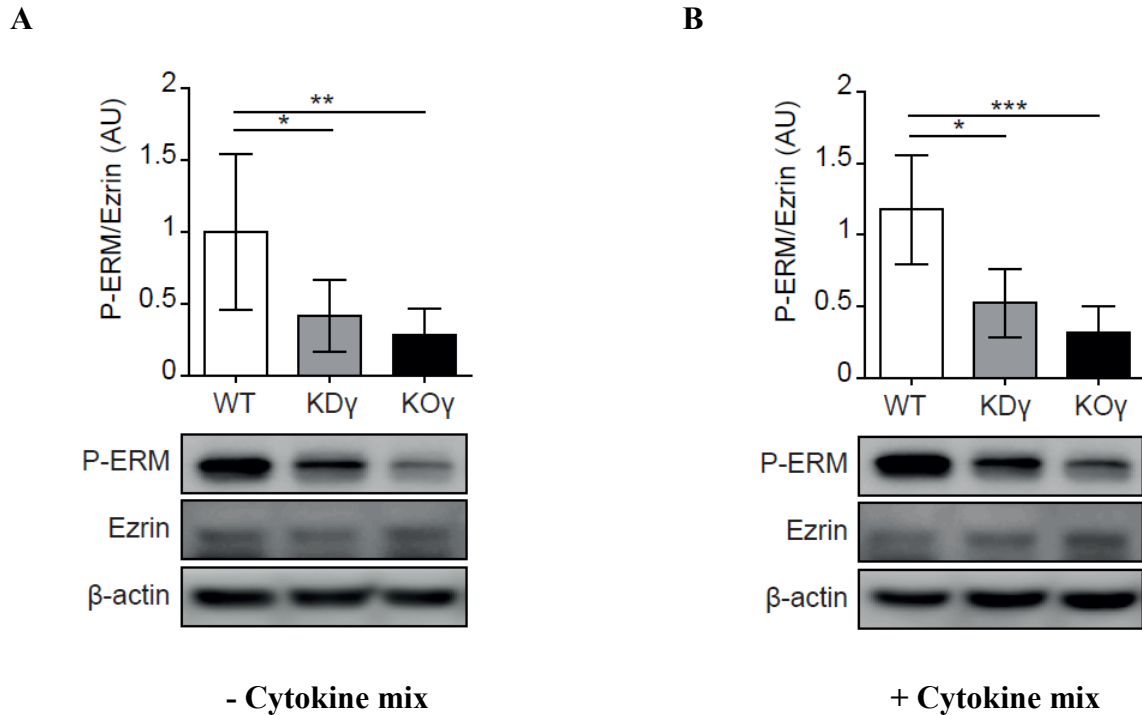 A
P-ERM/Ezrin (AU)
2
1.5
1
0.5
0
**
*
WT KDγ KOγ
P-ERM
Ezrin
β-actin
- Cytokine mix
B
P-ERM/Ezrin (AU)
2
1.5
1
0.5
0
***
*
WT KDγ KOγ
P-ERM
Ezrin
β-actin
+ Cytokine mix